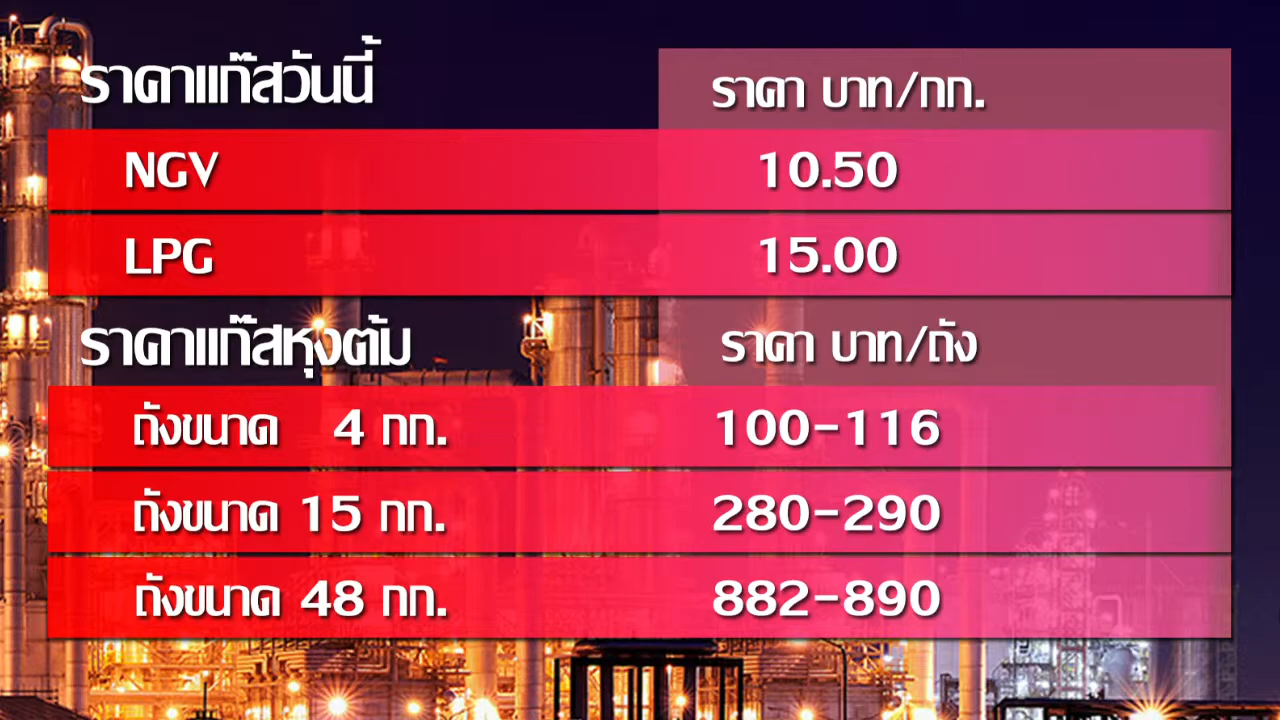 ราคาแก๊สวันนี้ ราคา บาท/กก.
NGV 10.50
LPG 15.00
ราคาแก๊สหุงต้ม ราคา บาท/ถัง
ถังขนาด 4 กก. 100-116
ถังขนาด 15 กก. 280-290
ถังขนาด 48 กก. 882-890